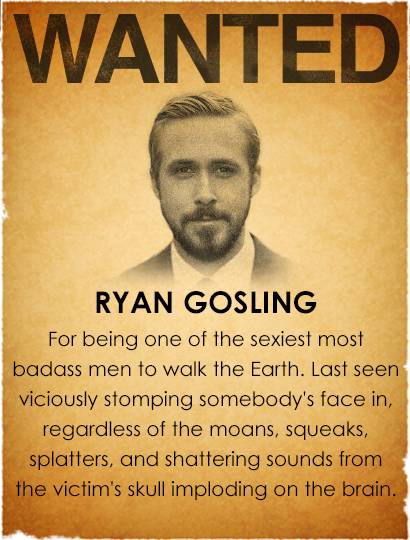 WANTED
RYAN GOSLING
For being one of the sexiest most
badass men to walk the Earth. Last seen
viciously stomping somebody's face in,
regardless of the moans, squeaks,
splatters, and shattering sounds from
the victim's skull imploding on the brain.